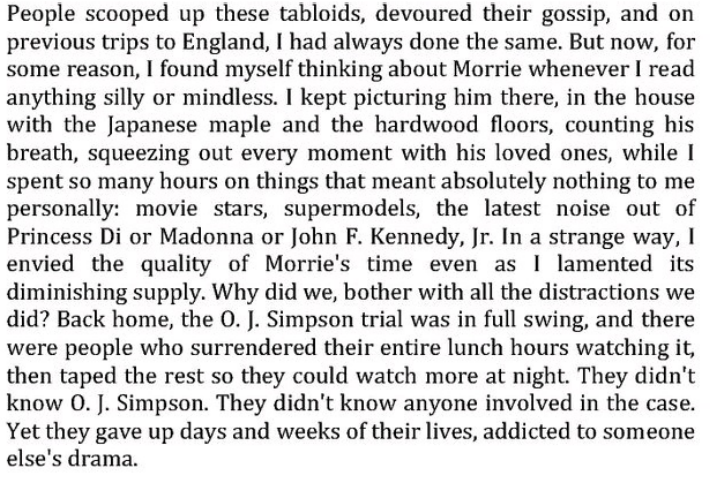 People scooped up these tabloids, devoured their gossip, and on
previous trips to England, I had always done the same. But now, for
some reason, I found myself thinking about Morrie whenever I read
anything silly or mindless. I kept picturing him there, in the house
with the Japanese maple and the hardwood floors, counting his
breath, squeezing out every moment with his loved ones, while I
spent so many hours on things that meant absolutely nothing to me
personally: movie stars, supermodels, the latest noise out of
Princess Di or Madonna or John F. Kennedy, Jr. In a strange way, I
envied the quality of Morrie's time even as I lamented its
diminishing supply. Why did we, bother with all the distractions we
did? Back home, the O. J. Simpson trial was in full swing, and there
were people who surrendered their entire lunch hours watching it,
then taped the rest so they could watch more at night. They didn't
know O. J. Simpson. They didn't know anyone involved in the case.
Yet they gave up days and weeks of their lives, addicted to someone
else's drama.